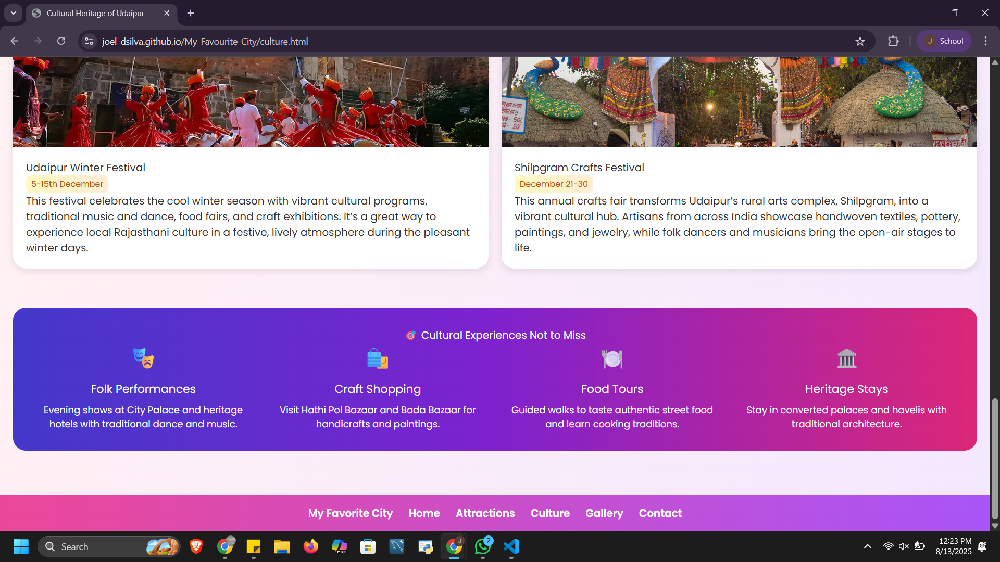 Cultural Heritage of Udaipur
joel-dsilva.github.io/My-Favourite-City/culture.html
J School
Udaipur Winter Festival
5-15th December
This festival celebrates the cool winter season with vibrant cultural programs,
traditional music and dance, food fairs, and craft exhibitions. It’s a great way to
experience local Rajasthani culture in a festive, lively atmosphere during the pleasant
winter days.
- 50/.
- 20/.
Shilpgram Crafts Festival
December 21-30
This annual crafts fair transforms Udaipur’s rural arts complex, Shilpgram, into a
vibrant cultural hub. Artisans from across India showcase handwoven textiles, pottery,
paintings, and jewelry, while folk dancers and musicians bring the open-air stages to
life.
🎯 Cultural Experiences Not to Miss
Folk Performances
Evening shows at City Palace and heritage
hotels with traditional dance and music.
Craft Shopping
Visit Hathi Pol Bazaar and Bada Bazaar for
handicrafts and paintings.
Food Tours
Guided walks to taste authentic street food
and learn cooking traditions.
Heritage Stays
Stay in converted palaces and havelis with
traditional architecture.
My Favorite City Home Attractions Culture Gallery Contact
Search
M365
J
2
12:23 PM
8/13/2025